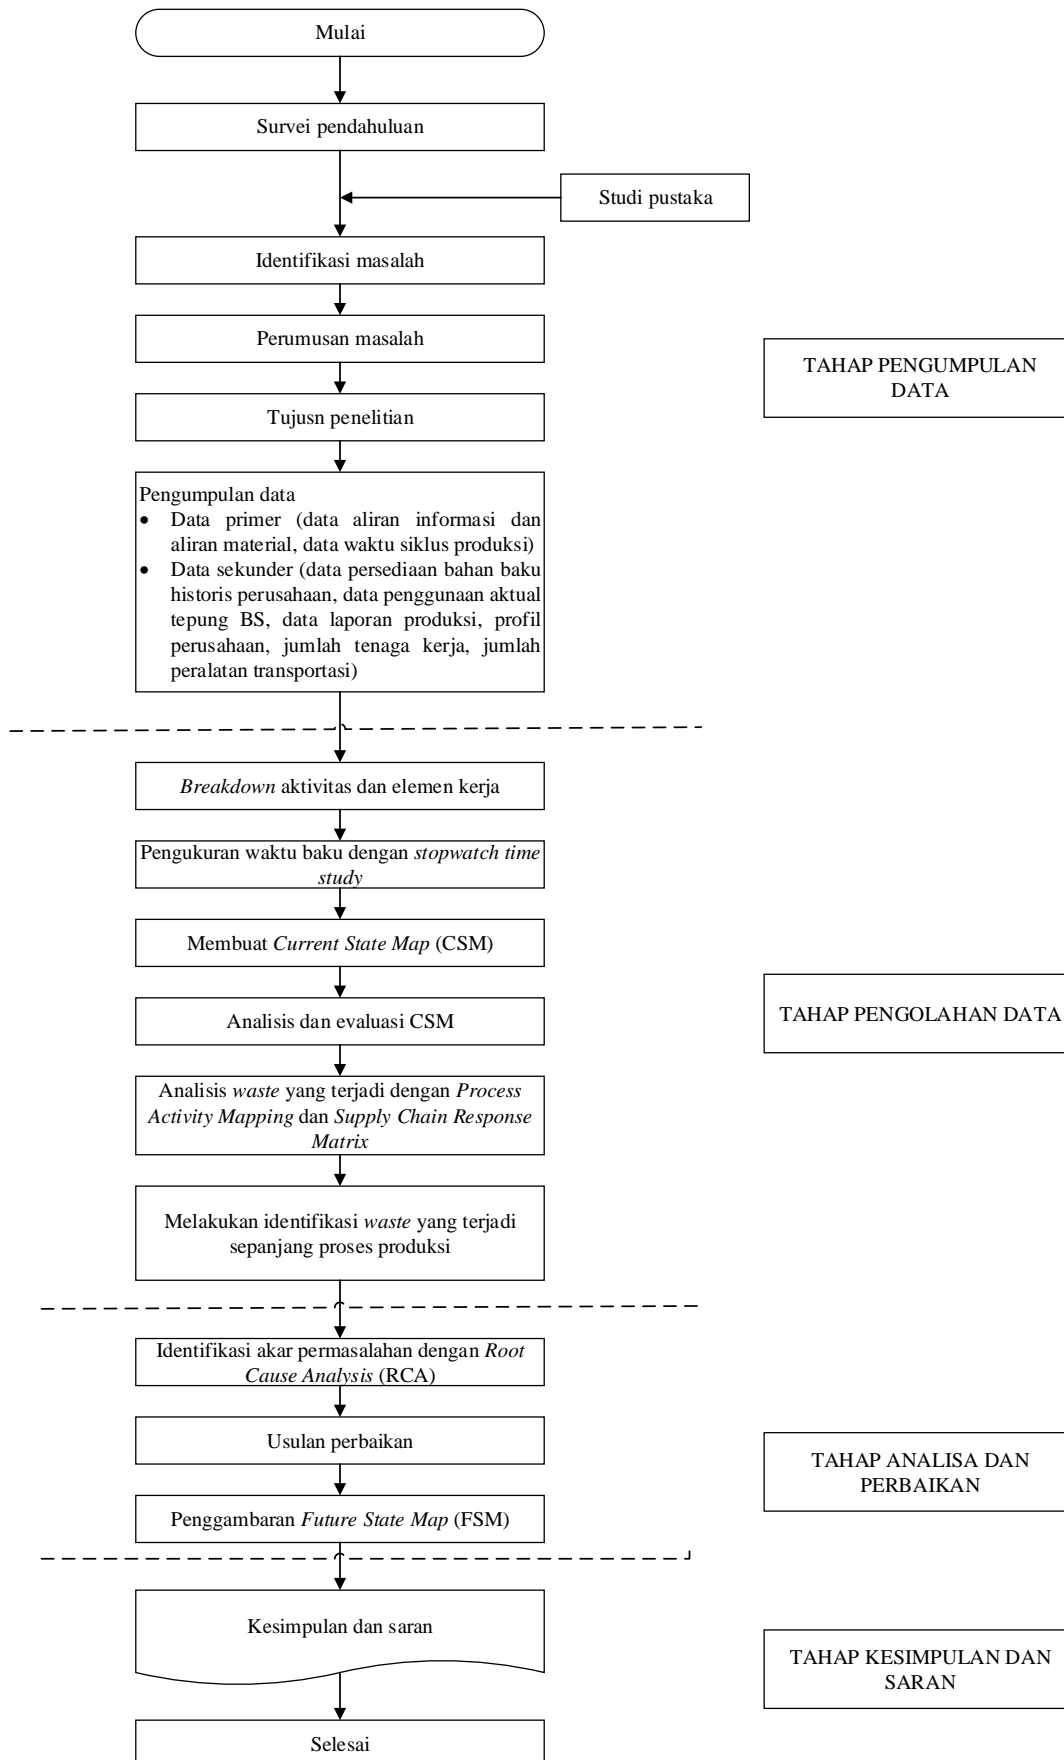 Mulai
Survei pendahuluan
Studi pustaka
Identifikasi masalah
Perumusan masalah
TAHAP PENGUMPULAN
DATA
Tujusn penelitian
Pengumpulan data
• Data primer (data aliran informasi dan
aliran material, data waktu siklus produksi)
• Data sekunder (data persediaan bahan baku
historis perusahaan, data penggunaan aktual
tepung BS, data laporan produksi, profil
perusahaan, jumlah tenaga kerja, jumlah
peralatan transportasi)
Breakdown aktivitas dan elemen kerja
Pengukuran waktu baku dengan stopwatch time
study
Membuat Current State Map (CSM)
Analisis dan evaluasi CSM
TAHAP PENGOLAHAN DATA
Analisis waste yang terjadi dengan Process
Activity Mapping dan Supply Chain Response
Matrix
Melakukan identifikasi waste yang terjadi
sepanjang proses produksi
Identifikasi akar permasalahan dengan Root
Cause Analysis (RCA)
Usulan perbaikan
TAHAP ANALISA DAN
PERBAIKAN
Penggambaran Future State Map (FSM)
Kesimpulan dan saran
TAHAP KESIMPULAN DAN
SARAN
Selesai